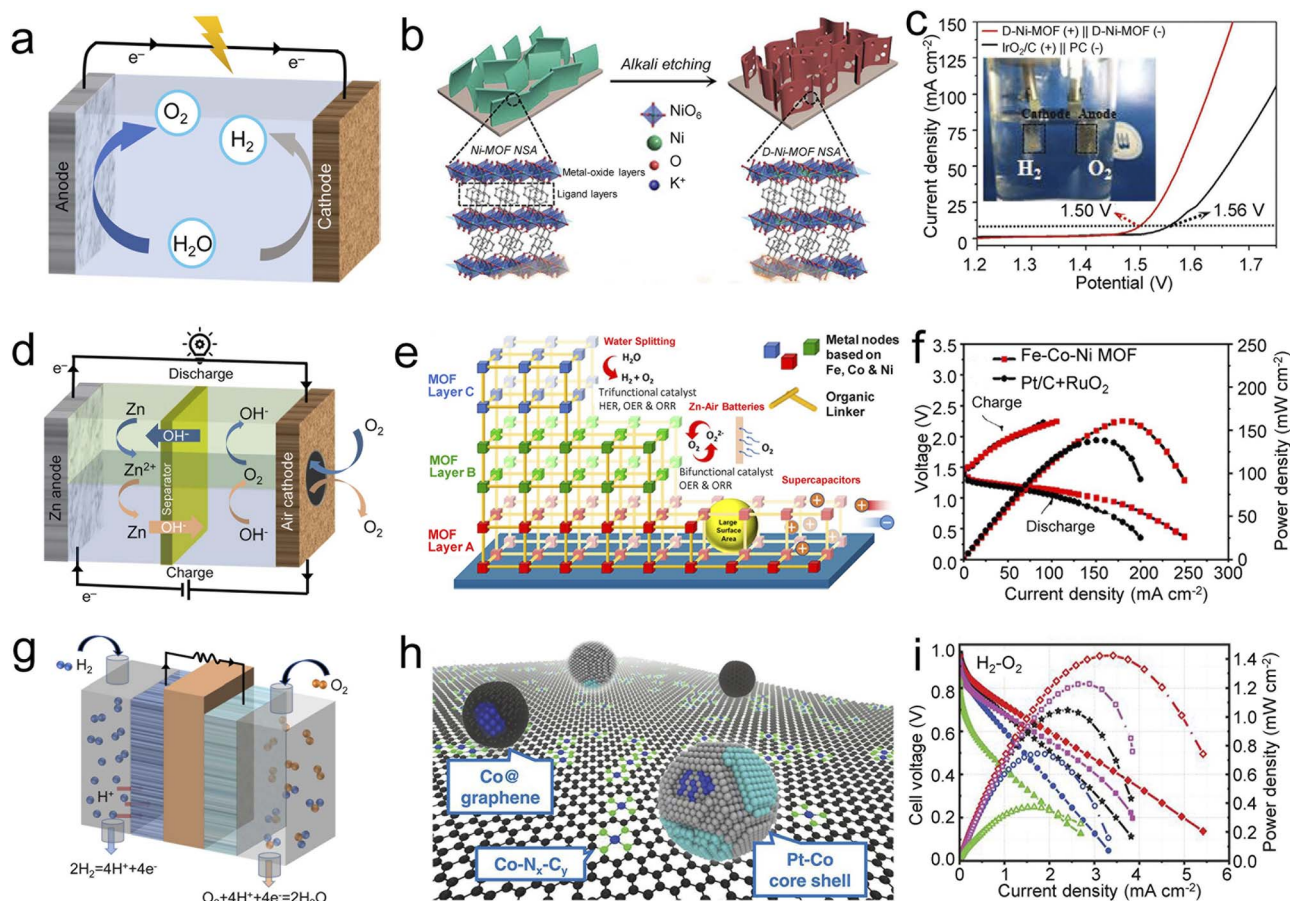 a
e⁻
e⁻
O₂
H₂
H₂O
Anode
Cathode
b
Alkali etching
NiO₆
Ni
O
K⁺
Ni-MOF NSA
D-Ni-MOF NSA
Metal-oxide layers
Ligand layers
c
D-Ni-MOF (+) || D-Ni-MOF (-)
IrO₂/C (+) || PC (-)
Cathode
Anode
H₂
O₂
1.50 V
1.56 V
Current density (mA cm⁻²)
150
125
100
75
50
25
0
1.2
1.3
1.4
1.5
1.6
1.7
Potential (V)
d
e⁻
Discharge
Zn
OH⁻
OH⁻
O₂
Zn²⁺
O₂
Zn
OH⁻
OH⁻
O₂
Zn anode
Separator
Air cathode
Charge
e⁻
e
Water Splitting
H₂O
H₂ + O₂
Trifunctional catalyst
HER, OER & ORR
Metal nodes
based on
Fe, Co & Ni
Organic
Linker
MOF
Layer C
Zn-Air Batteries
O₂
O₂²⁻
O₂
Bifunctional catalyst
OER & ORR
MOF
Layer B
Supercapacitors
Large
Surface
Area
+
+
+
+
−
MOF
Layer A
f
Fe-Co-Ni MOF
Pt/C+RuO₂
Charge
Discharge
Voltage (V)
3.5
3.0
2.5
2.0
1.5
1.0
0.5
0.0
0
50
100
150
200
250
300
Current density (mA cm⁻²)
250
200
150
100
50
0
Power density (mW cm⁻²)
g
H₂
O₂
H⁺
2H₂=4H⁺+4e⁻
O₂+4H⁺+4e⁻=2H₂O
h
Co@
graphene
Co-Nₓ-Cᵧ
Pt-Co
core shell
i
H₂-O₂
Cell voltage (V)
1.0
0.8
0.6
0.4
0.2
0.0
0
1
2
3
4
5
6
Current density (mA cm⁻²)
1.4
1.2
1.0
0.8
0.6
0.4
0.2
0.0
Power density (mW cm⁻²)